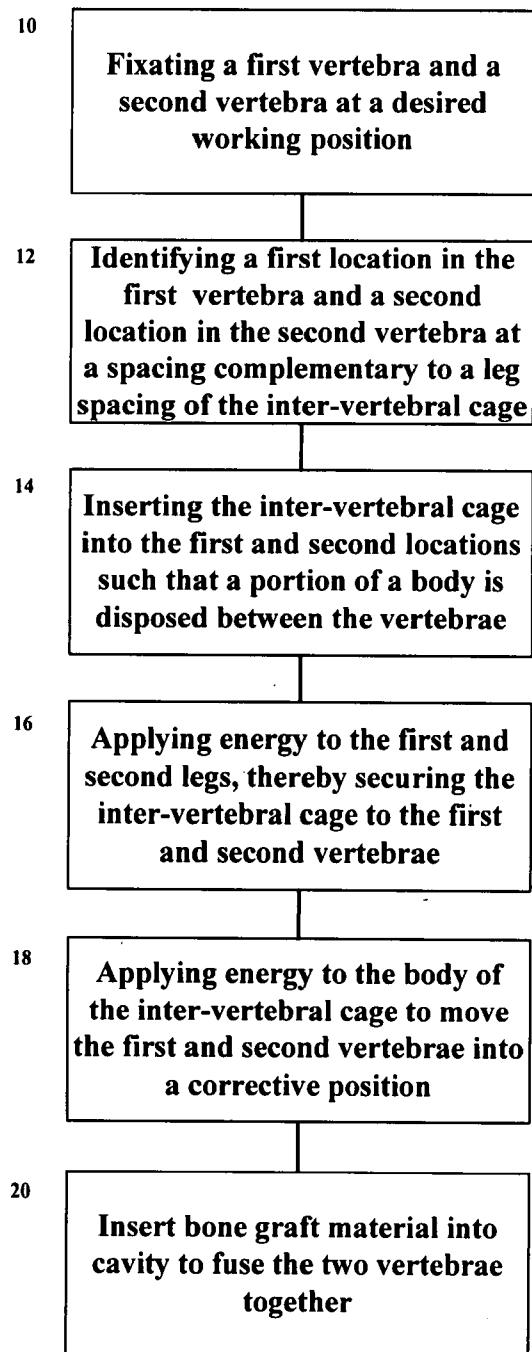 10
Fixating a first vertebra and a
second vertebra at a desired
working position
12
Identifying a first location in the
first vertebra and a second
location in the second vertebra at
a spacing complementary to a leg
spacing of the inter-vertebral cage
14
Inserting the inter-vertebral cage
into the first and second locations
such that a portion of a body is
disposed between the vertebrae
16
Applying energy to the first and
second legs, thereby securing the
inter-vertebral cage to the first
and second vertebrae
18
Applying energy to the body of
the inter-vertebral cage to move
the first and second vertebrae into
a corrective position
20
Insert bone graft material into
cavity to fuse the two vertebrae
together